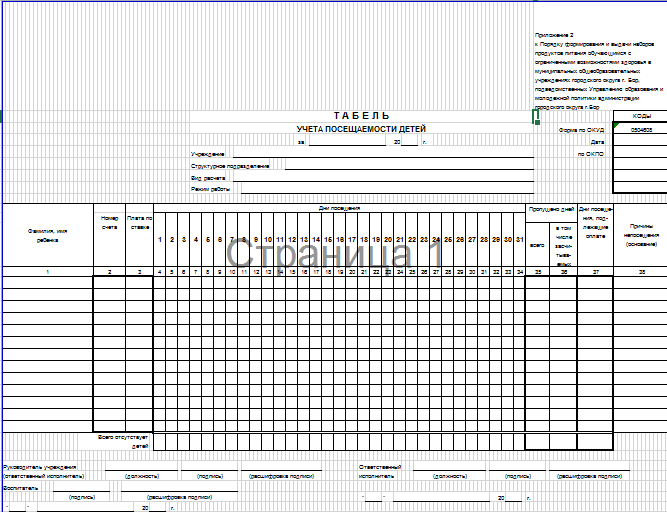 Приложение 2
к Порядку формирования и выдачи наборов
продуктов питания обучающимся с
ограниченными возможностями здоровья в
муниципальных общеобразовательных
учреждениях городского округа г. Бор,
подведомственных Управлению образования и
молодежной политики администрации
городского округа г.Бор
Т А Б Е Л Ь
КОДЫ
УЧЕТА ПОСЕЩАЕМОСТИ ДЕТЕЙ
Форма по ОКУД 0504608
за 20 г.
Дата
Учреждение
по ОКПО
Структурное подразделение
Вид расчета
Режим работы
Фамилия, имя ребенка
Номер счета
Плата по ставке
Дни посещения
1 2 3 4 5 6 7 8 9 10 11 12 13 14 15 16 17 18 19 20 21 22 23 24 25 26 27 28 29 30 31
Пропущено дней
всего
в том числе засчи-тывае-емых
Дни посеще-ния, под-лежащие оплате
Причины непосещения (основание)
1 2 3 4 5 6 7 8 9 10 11 12 13 14 15 16 17 18 19 20 21 22 23 24 25 26 27 28 29 30 31 32 33 34 35 36 37 38
Страница 1
Всего отсутствует
детей
Руководитель учреждения
(ответственный исполнитель) (должность) (подпись) (расшифровка подписи)
Ответственный
исполнитель (должность) (подпись) (расшифровка подписи)
Воспитатель
(подпись) (расшифровка подписи)
" " 20 г.
" " 20 г.